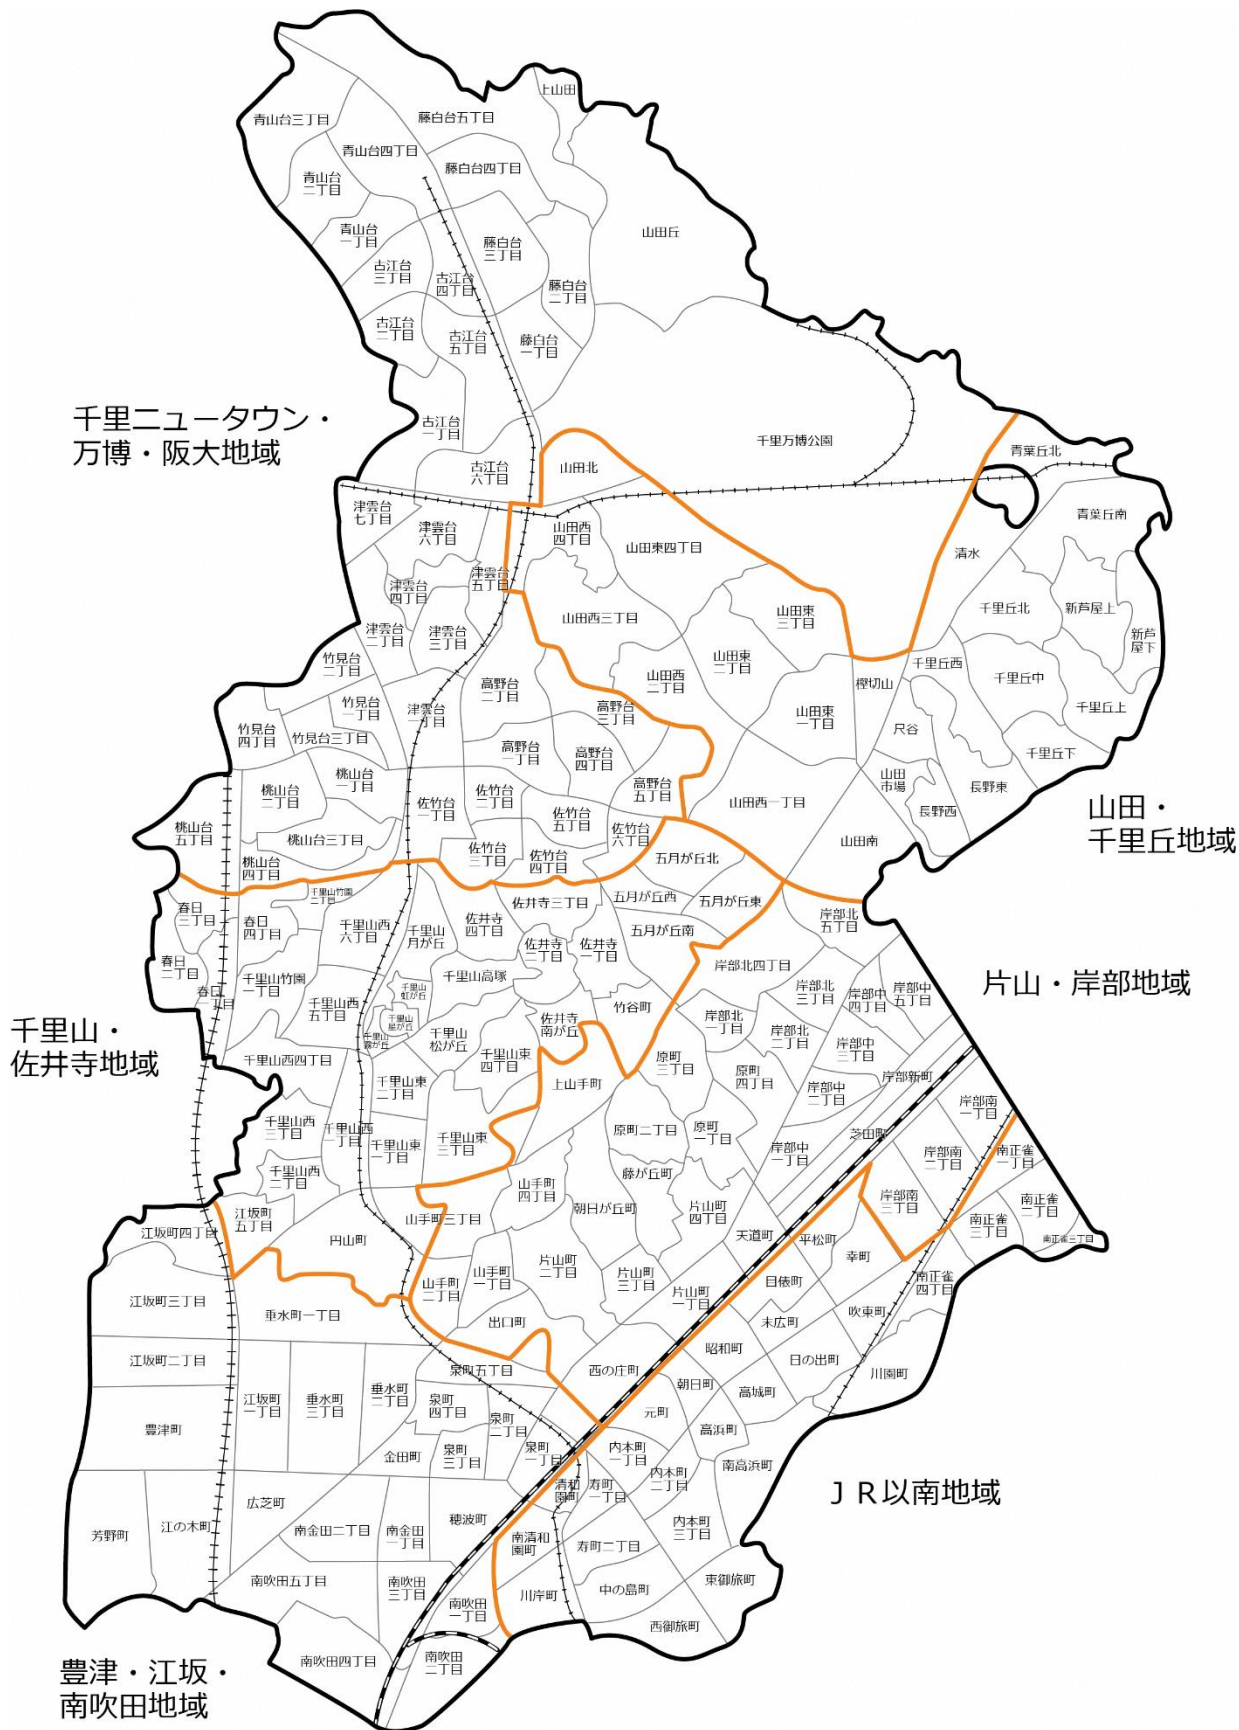 上山田
青山台三丁目
藤白台五丁目
青山台四丁目
藤白台四丁目
青山台
二丁目
青山台
一丁目
藤白台
三丁目
山田丘
古江台
三丁目
古江台
四丁目
藤白台
二丁目
古江台
二丁目
古江台
五丁目
藤白台
一丁目
千里ニュータウン・
万博・阪大地域
古江台
一丁目
千里万博公園
青葉丘北
古江台
六丁目
山田北
津雲台
七丁目
津雲台
六丁目
山田西
四丁目
山田東四丁目
青葉丘南
清水
津雲台
五丁目
津雲台
四丁目
山田西三丁目
山田東
三丁目
千里丘北
新芦屋上
新芦
屋下
津雲台
二丁目
津雲台
三丁目
竹見台
二丁目
高野台
二丁目
山田西
二丁目
山田東
二丁目
千里丘西
樫切山
千里丘中
竹見台
一丁目
津雲台
一丁目
高野台
三丁目
山田東
一丁目
千里丘上
竹見台
四丁目
竹見台三丁目
高野台
一丁目
高野台
四丁目
尺谷
千里丘下
桃山台
一丁目
桃山台
二丁目
佐竹台
一丁目
佐竹台
二丁目
高野台
五丁目
山田西一丁目
山田
市場
長野東
長野西
山田・
千里丘地域
桃山台
五丁目
桃山台三丁目
佐竹台
五丁目
佐竹台
六丁目
山田南
桃山台
四丁目
佐竹台
三丁目
佐竹台
四丁目
五月が丘北
千里山竹園
二丁目
春日
三丁目
春日
四丁目
千里山西
六丁目
千里山
月が丘
佐井寺
四丁目
佐井寺三丁目
五月が丘西
五月が丘東
岸部北
五丁目
五月が丘南
春日
二丁目
佐井寺
二丁目
佐井寺
一丁目
岸部北四丁目
片山・岸部地域
春日
一丁目
千里山竹園
一丁目
千里山高塚
千里山
虹が丘
岸部北
三丁目
岸部中
四丁目
岸部中
五丁目
千里山・
佐井寺地域
千里山西
五丁目
千里山
星が丘
千里山
霧が丘
千里山
松が丘
佐井寺
南が丘
竹谷町
岸部北
一丁目
岸部北
二丁目
岸部中
三丁目
千里山西四丁目
千里山東
四丁目
原町
三丁目
原町
四丁目
岸部中
二丁目
岸部新町
千里山東
二丁目
上山手町
千里山西
三丁目
千里山西
一丁目
千里山東
一丁目
千里山東
三丁目
原町二丁目
原町
一丁目
岸部中
一丁目
芝田町
岸部南
一丁目
千里山西
二丁目
山手町
四丁目
藤が丘町
岸部南
二丁目
南正雀
一丁目
江坂町四丁目
江坂町
五丁目
円山町
山手町三丁目
朝日が丘町
片山町
四丁目
天道町
岸部南
三丁目
南正雀
三丁目
南正雀
二丁目
南正雀三丁目
平松町
幸町
山手町
二丁目
山手町
一丁目
片山町
二丁目
片山町
三丁目
片山町
一丁目
目俵町
南正雀
四丁目
江坂町三丁目
垂水町一丁目
出口町
末広町
吹東町
昭和町
日の出町
江坂町二丁目
泉町五丁目
西の庄町
朝日町
高城町
川園町
江坂町
一丁目
垂水町
三丁目
垂水町
二丁目
泉町
四丁目
泉町
二丁目
元町
高浜町
豊津町
金田町
泉町
三丁目
泉町
一丁目
内本町
一丁目
内本町
二丁目
南高浜町
JR以南地域
広芝町
清和
園町
寿町
一丁目
芳野町
江の木町
南金田二丁目
南金田
一丁目
穂波町
南清和
園町
内本町
三丁目
寿町二丁目
南吹田五丁目
南吹田
三丁目
中の島町
東御旅町
川岸町
南吹田
一丁目
西御旅町
豊津・江坂・
南吹田地域
南吹田四丁目
南吹田
二丁目